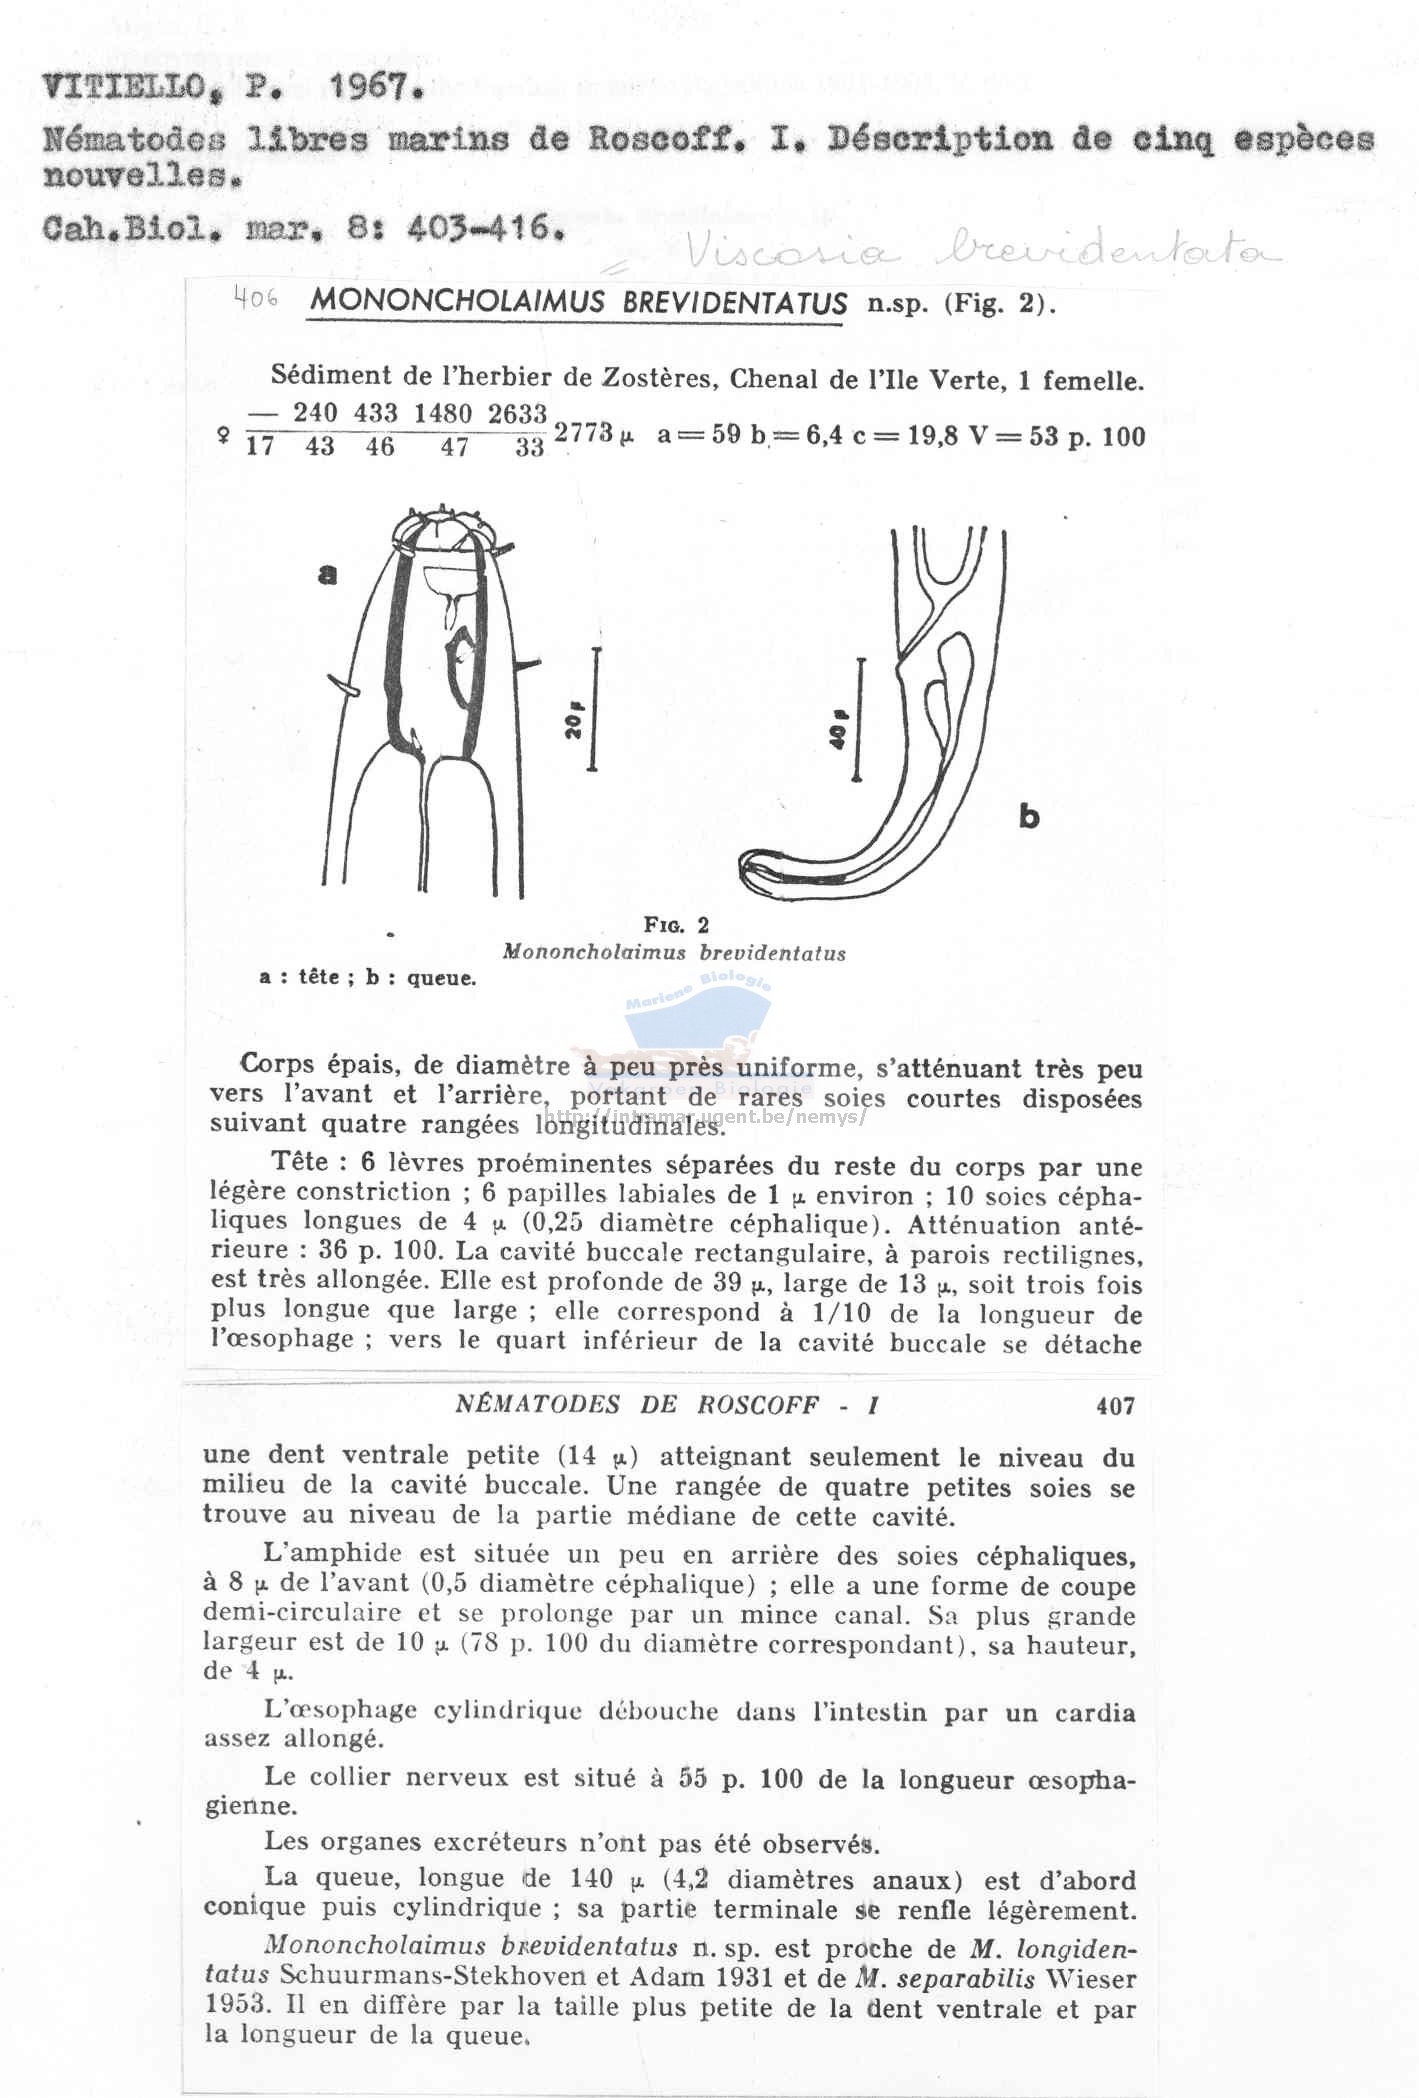 VITIELLO, P. 1967.
Nématodes libres marins de Roscoff. I. Déscription de cinq espèces
nouvelles.
Cah.Biol. mar. 8: 403-416.
= Viscosia brevidentata
406 MONONCHOLAIMUS BREVIDENTATUS n.sp. (Fig. 2).
Sédiment de l'herbier de Zostères, Chenal de l'Ile Verte, 1 femelle.
— 240 433 1480 2633
♀ 17 43 46 47 33 2773 µ a = 59 b = 6,4 c = 19,8 V = 53 p. 100
a
20 µ
40 µ
b
FIG. 2
Mononcholaimus brevidentatus
a : tête ; b : queue.
Mariene Biologie
Corps épais, de diamètre à peu près uniforme, s'atténuant très peu
vers l'avant et l'arrière, portant de rares soies courtes disposées
suivant quatre rangées longitudinales.
http://intramar.ugent.be/nemys/
Tête : 6 lèvres proéminentes séparées du reste du corps par une
légère constriction ; 6 papilles labiales de 1 µ environ ; 10 soies cépha-
liques longues de 4 µ (0,25 diamètre céphalique). Atténuation anté-
rieure : 36 p. 100. La cavité buccale rectangulaire, à parois rectilignes,
est très allongée. Elle est profonde de 39 µ, large de 13 µ, soit trois fois
plus longue que large ; elle correspond à 1/10 de la longueur de
l'œsophage ; vers le quart inférieur de la cavité buccale se détache
NÉMATODES DE ROSCOFF - I 407
une dent ventrale petite (14 µ) atteignant seulement le niveau du
milieu de la cavité buccale. Une rangée de quatre petites soies se
trouve au niveau de la partie médiane de cette cavité.
L'amphide est située un peu en arrière des soies céphaliques,
à 8 µ de l'avant (0,5 diamètre céphalique) ; elle a une forme de coupe
demi-circulaire et se prolonge par un mince canal. Sa plus grande
largeur est de 10 µ (78 p. 100 du diamètre correspondant), sa hauteur,
de 4 µ.
L'œsophage cylindrique débouche dans l'intestin par un cardia
assez allongé.
Le collier nerveux est situé à 55 p. 100 de la longueur œsopha-
gienne.
Les organes excréteurs n'ont pas été observés.
La queue, longue de 140 µ (4,2 diamètres anaux) est d'abord
conique puis cylindrique ; sa partie terminale se renfle légèrement.
Mononcholaimus brevidentatus n. sp. est proche de M. longiden-
tatus Schuurmans-Stekhoven et Adam 1931 et de M. separabilis Wieser
1953. Il en diffère par la taille plus petite de la dent ventrale et par
la longueur de la queue.